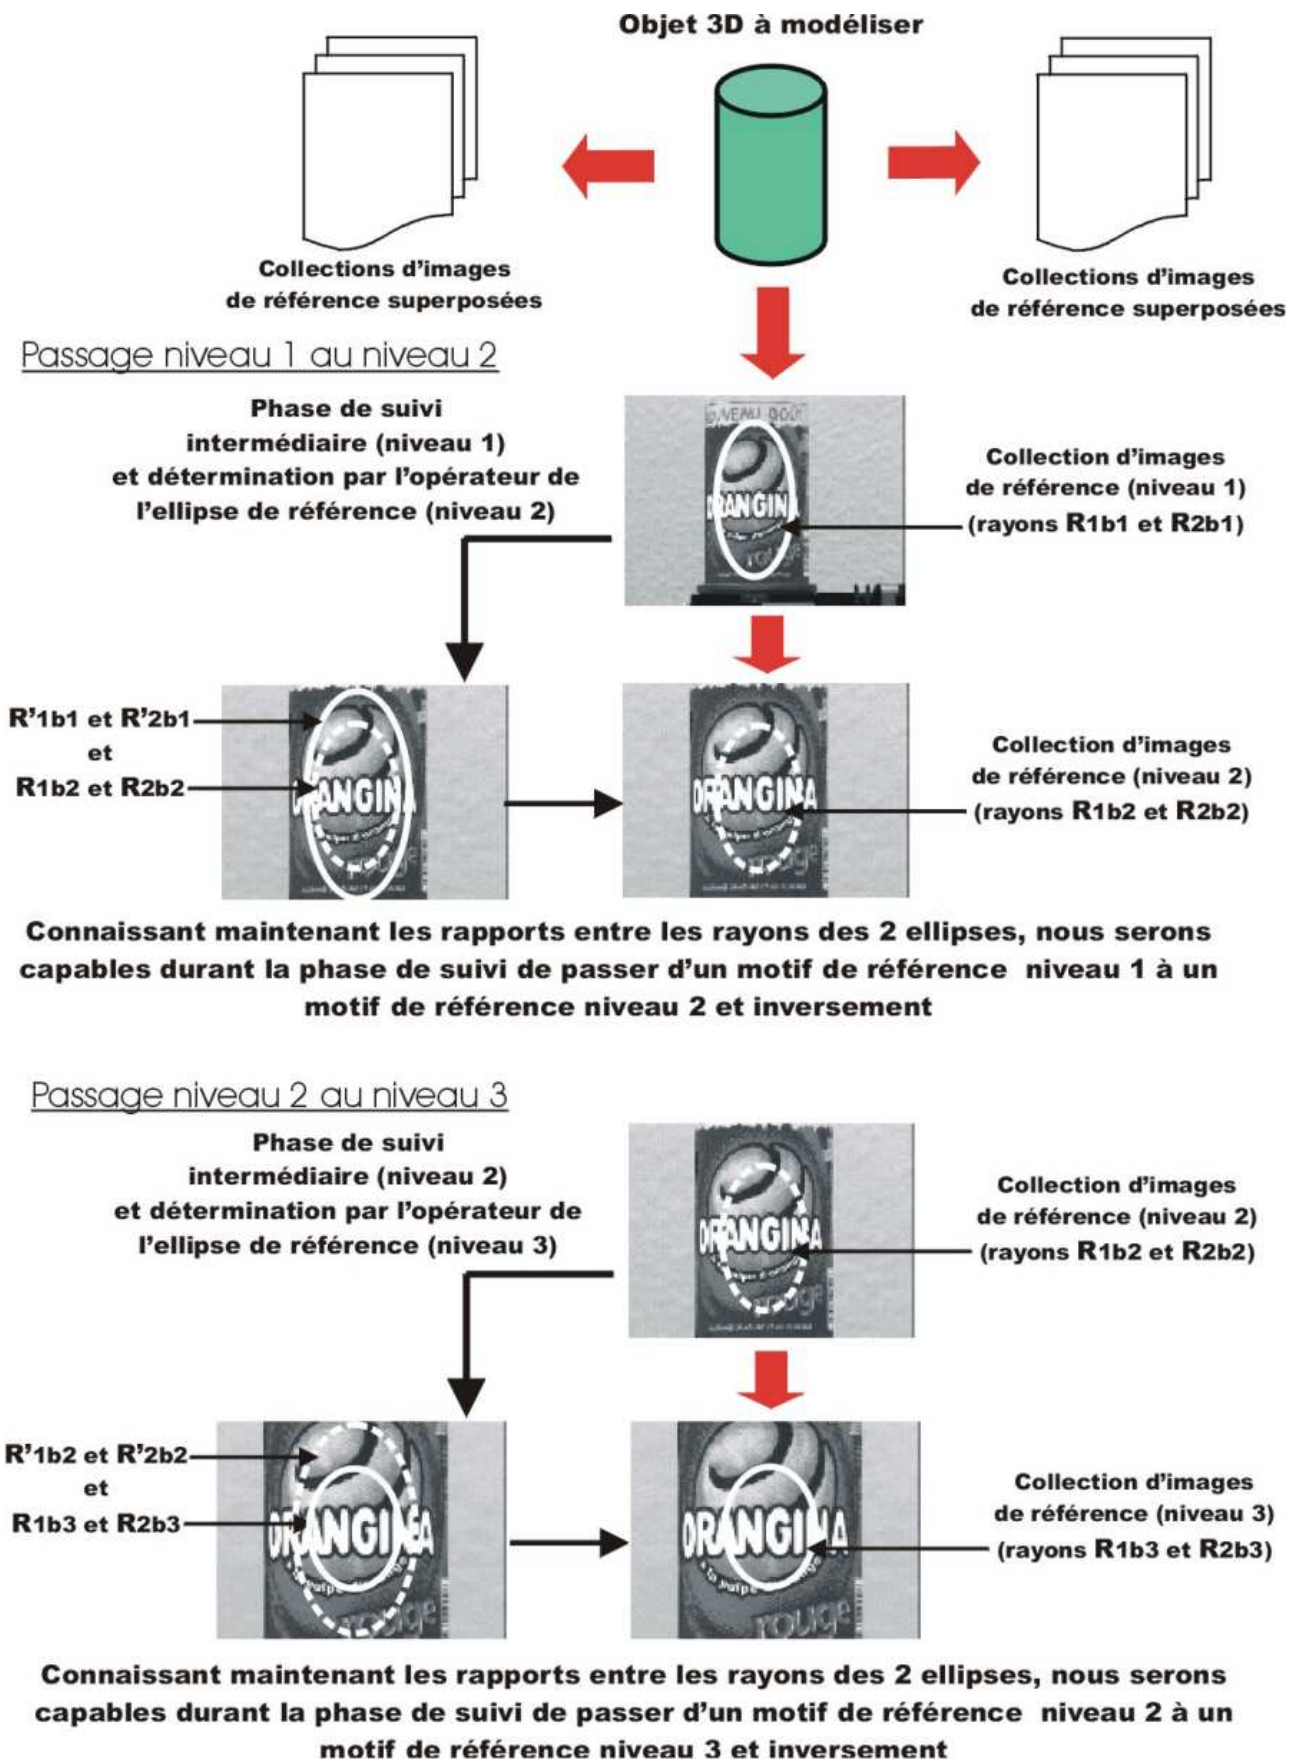 Objet 3D à modéliser
Collections d'images
de référence superposées
Collections d'images
de référence superposées
Passage niveau 1 au niveau 2
Phase de suivi
intermédiaire (niveau 1)
et détermination par l'opérateur de
l'ellipse de référence (niveau 2)
ORANGINA
rouge
Collection d'images
de référence (niveau 1)
(rayons R1b1 et R2b1)
R'1b1 et R'2b1
et
R1b2 et R2b2
ORANGINA
rouge
ORANGINA
rouge
Collection d'images
de référence (niveau 2)
(rayons R1b2 et R2b2)
Connaissant maintenant les rapports entre les rayons des 2 ellipses, nous serons
capables durant la phase de suivi de passer d'un motif de référence niveau 1 à un
motif de référence niveau 2 et inversement
Passage niveau 2 au niveau 3
Phase de suivi
intermédiaire (niveau 2)
et détermination par l'opérateur de
l'ellipse de référence (niveau 3)
ORANGINA
rouge
Collection d'images
de référence (niveau 2)
(rayons R1b2 et R2b2)
R'1b2 et R'2b2
et
R1b3 et R2b3
ORANGINA
rouge
ORANGINA
rouge
Collection d'images
de référence (niveau 3)
(rayons R1b3 et R2b3)
Connaissant maintenant les rapports entre les rayons des 2 ellipses, nous serons
capables durant la phase de suivi de passer d'un motif de référence niveau 2 à un
motif de référence niveau 3 et inversement